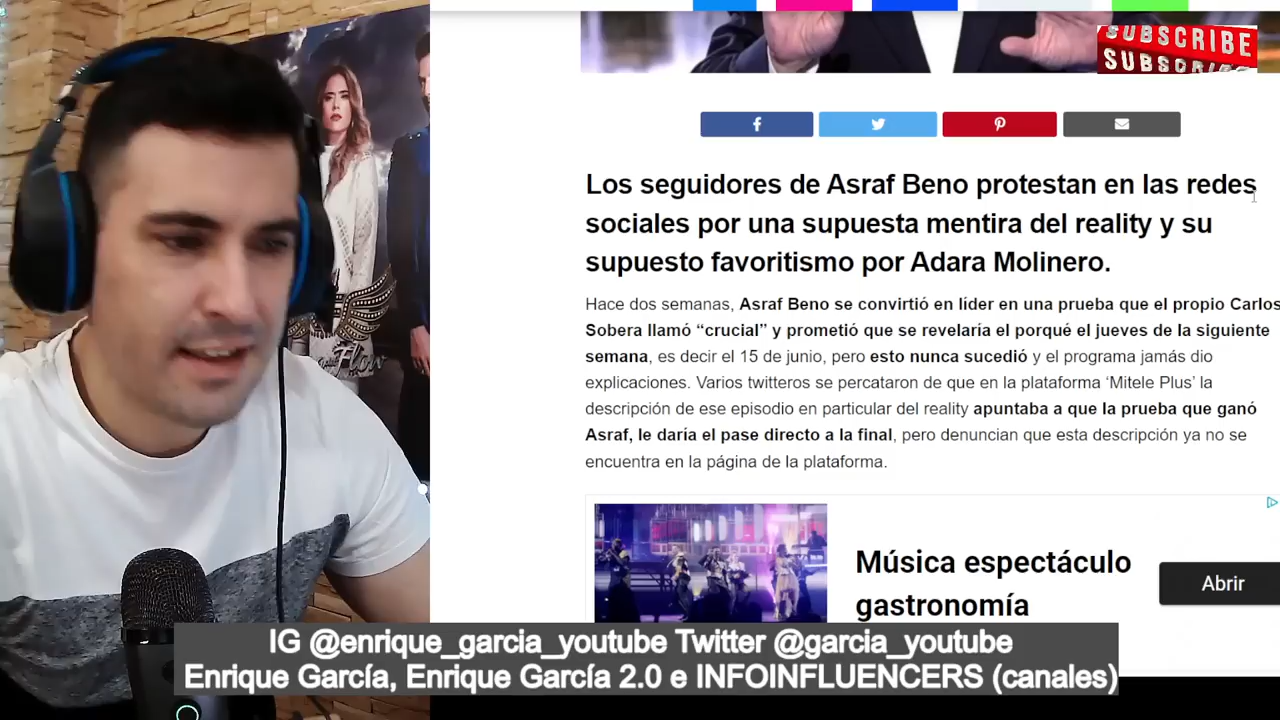 SUBSCRIBE
SUBSCRIBE
Los seguidores de Asraf Beno protestan en las redes
sociales por una supuesta mentira del reality y su
supuesto favoritismo por Adara Molinero.
Hace dos semanas, Asraf Beno se convirtió en líder en una prueba que el propio Carlos
Sobera llamó “crucial” y prometió que se revelaría el porqué el jueves de la siguiente
semana, es decir el 15 de junio, pero esto nunca sucedió y el programa jamás dio
explicaciones. Varios twitteros se percataron de que en la plataforma ‘Mitele Plus’ la
descripción de ese episodio en particular del reality apuntaba a que la prueba que ganó
Asraf, le daría el pase directo a la final, pero denuncian que esta descripción ya no se
encuentra en la página de la plataforma.
Música espectáculo
gastronomía
Abrir
Flow
IG @enrique_garcia_youtube Twitter @garcia_youtube
Enrique García, Enrique García 2.0 e INFOINFLUENCERS (canales)